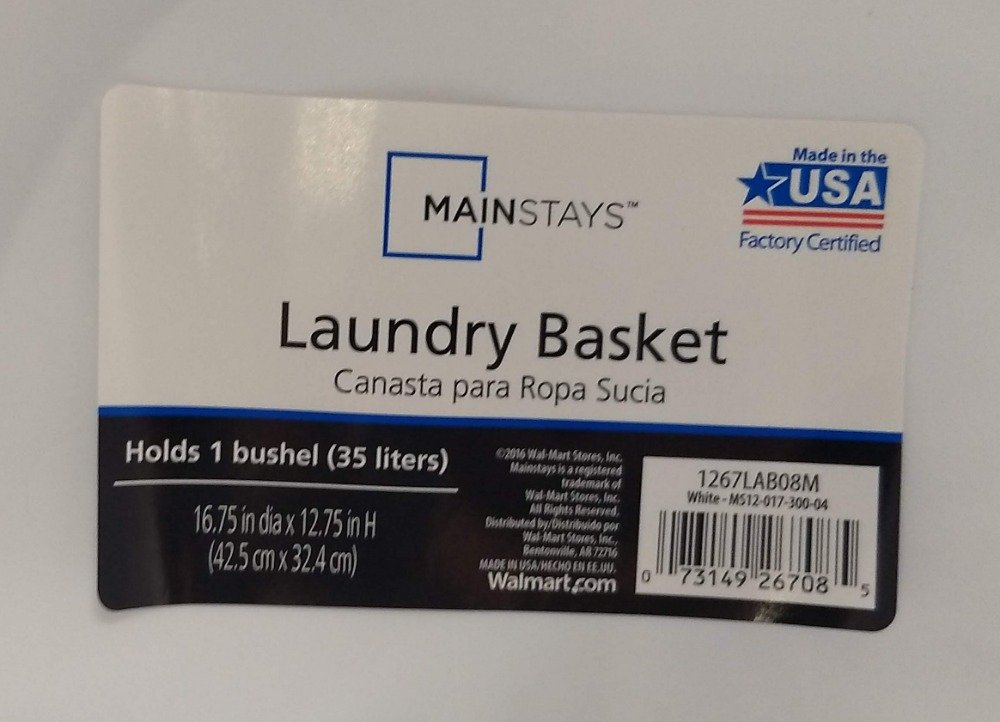 Made in the
USA
Factory Certified
MAINSTAYS™
Laundry Basket
Canasta para Ropa Sucia
Holds 1 bushel (35 liters)
16.75 in dia x 12.75 in H
(42.5 cm x 32.4 cm)
©2016 Wal-Mart Stores, Inc.
Mainstays is a registered
trademark of
Wal-Mart Stores, Inc.
All Rights Reserved.
Distributed by/Distribuido por
Wal-Mart Stores, Inc.,
Bentonville, AR 72716
MADE IN USA/HECHO EN EE.UU.
Walmart.com
1267LAB08M
White - MS12-017-300-04
0 73149 26708 5